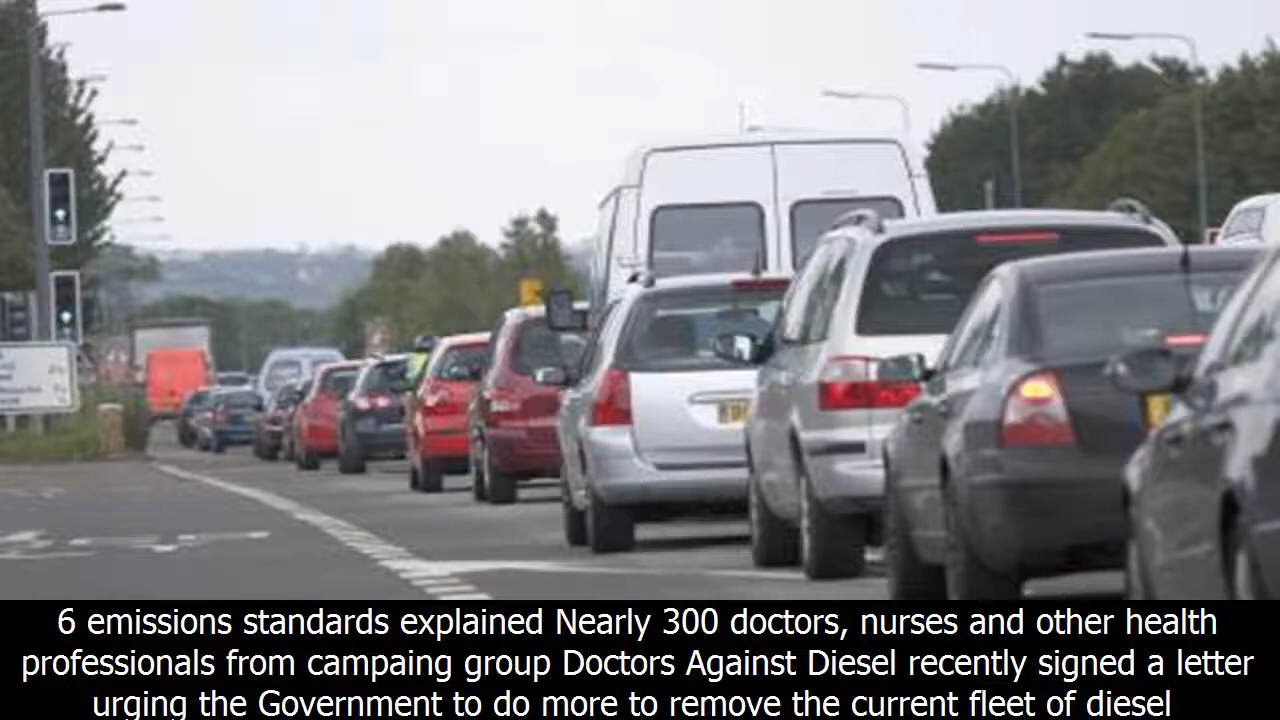 6 emissions standards explained Nearly 300 doctors, nurses and other health
professionals from campaing group Doctors Against Diesel recently signed a letter
urging the Government to do more to remove the current fleet of diesel